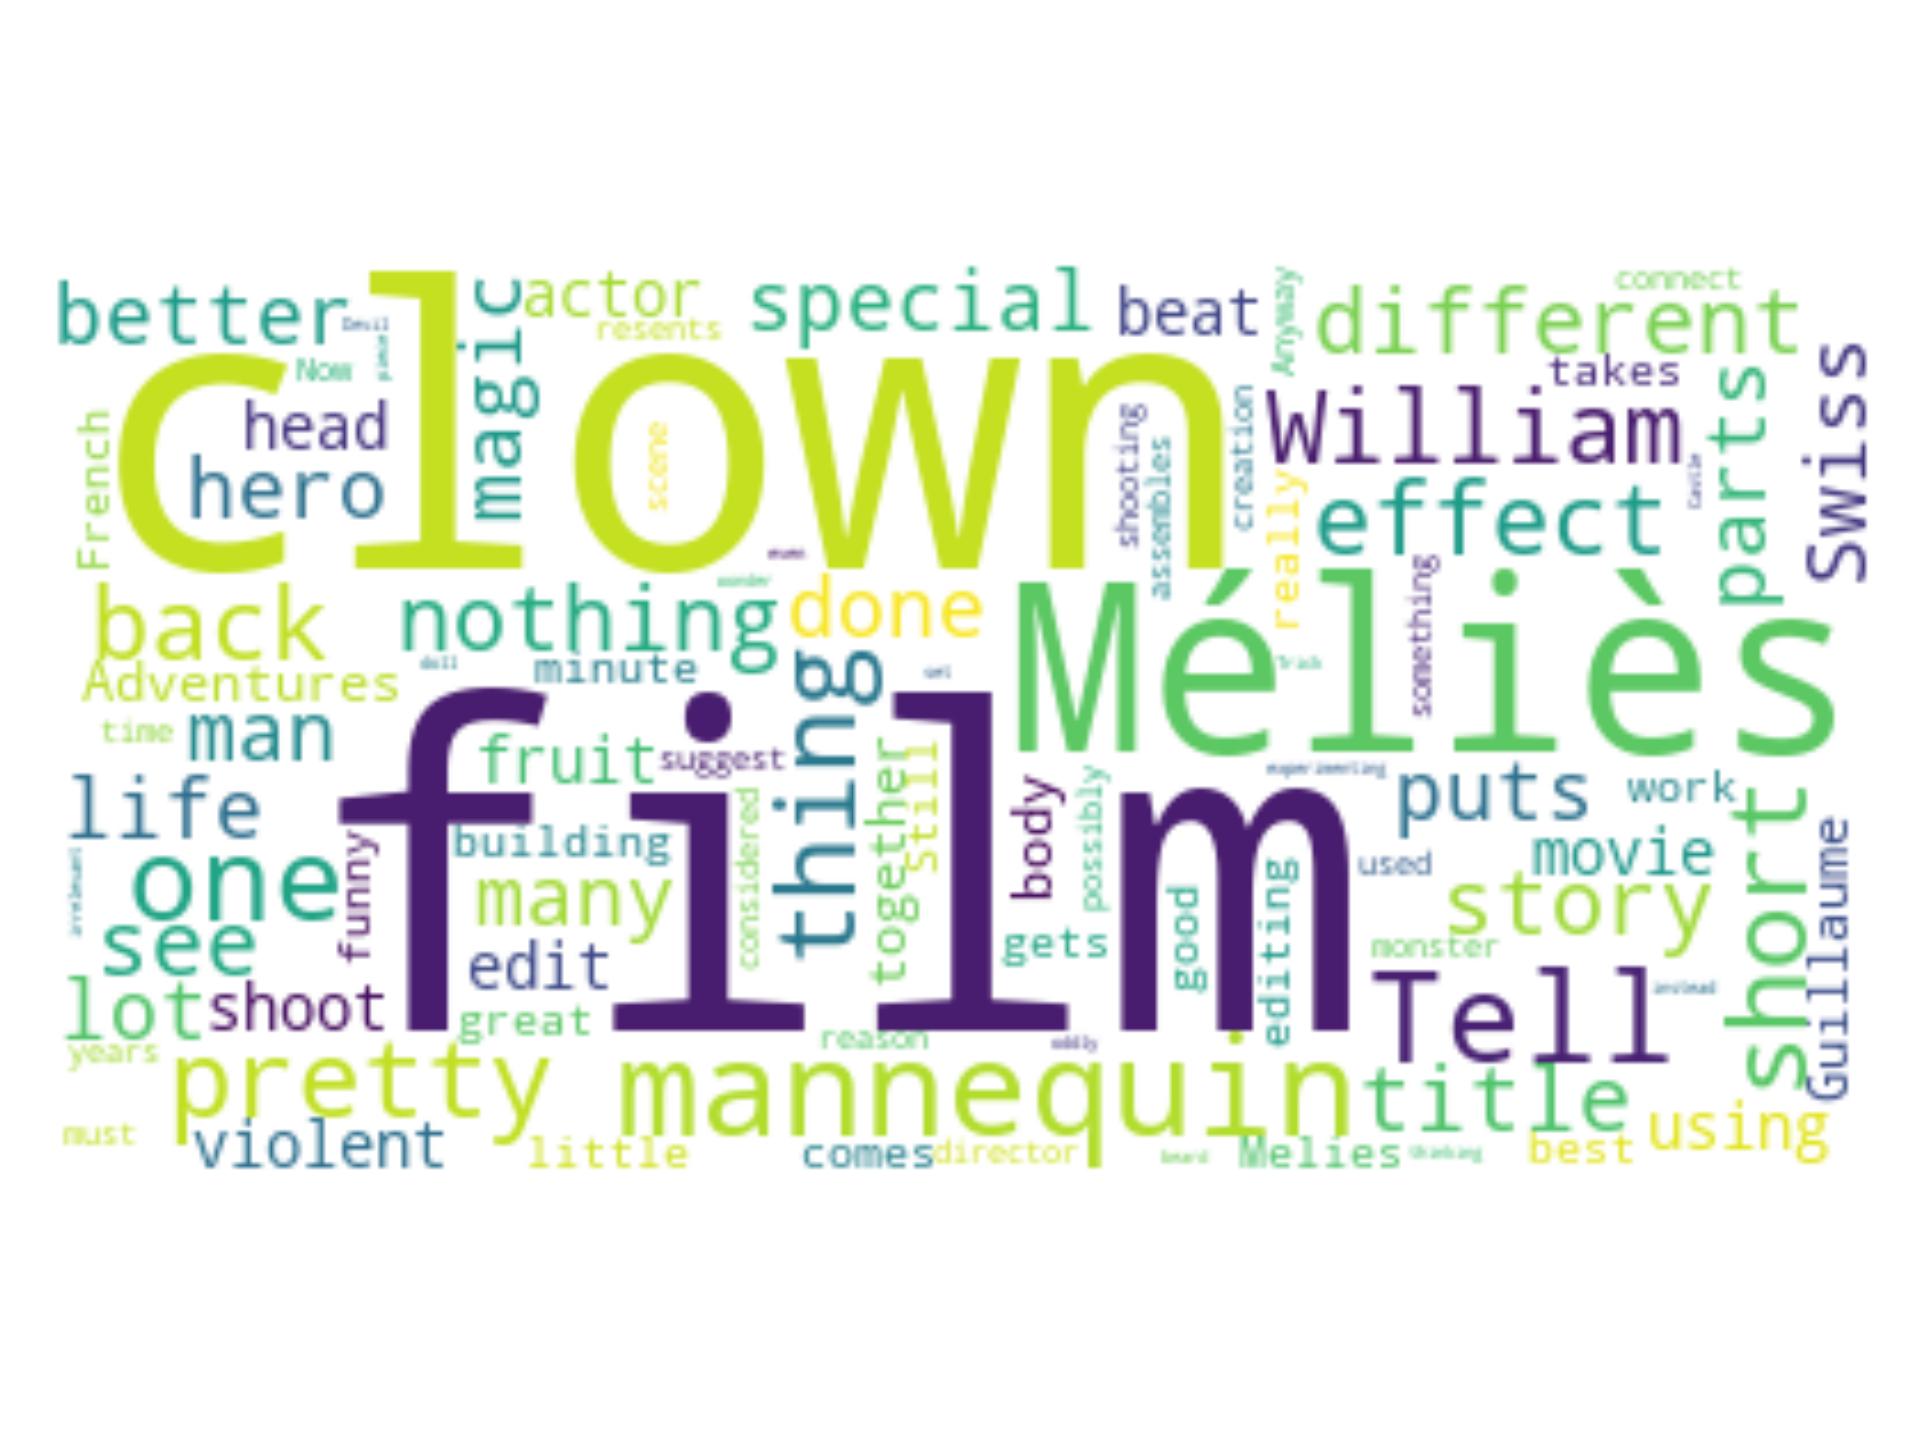 better
Devil
magic
actor
resents
special
beat
Anyway
different
connect
Now
clown
takes
Swiss
French
head
hero
scene
shooting
assembles
creation
William
parts
really
effect
something
back
nothing
wonder
done
Méliès
Adventures
doll
minute
thing
Trick
time
man
film
fruit
suggest
together
still
body
possibly
experimenting
puts
work
short
life
building
considered
used
movie
Guillaume
one
funny
many
good
editing
story
see
edit
gets
monster
lot
shoot
great
reason
oddly
Tell
instead
years
pretty
mannequin
title
must
violent
little
comes
director
beard
Melies
thinking
best
using